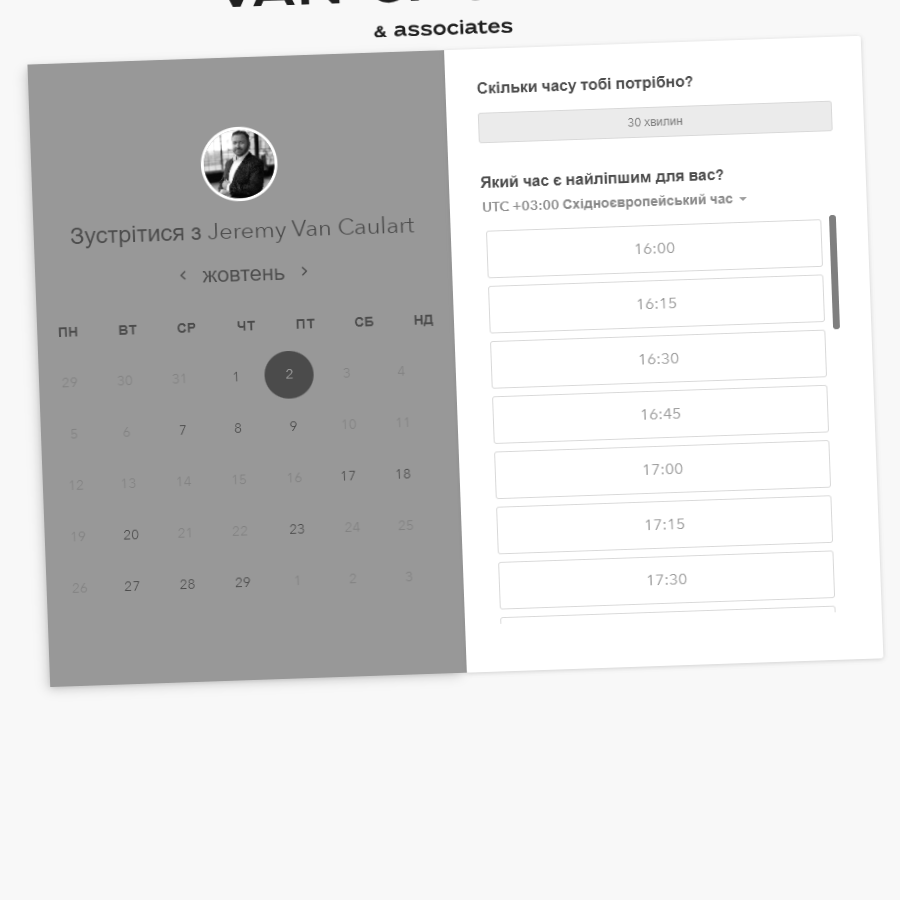 & associates
Зустрітися з Jeremy Van Caulart
жовтень
ПН ВТ СР ЧТ ПТ СБ НД
29 30 31 1 2 3 4
5 6 7 8 9 10 11
12 13 14 15 16 17 18
19 20 21 22 23 24 25
26 27 28 29 1 2 3
Скільки часу тобі потрібно?
30 хвилин
Який час є найліпшим для вас?
UTC +03:00 Східноєвропейський час
16:00
16:15
16:30
16:45
17:00
17:15
17:30